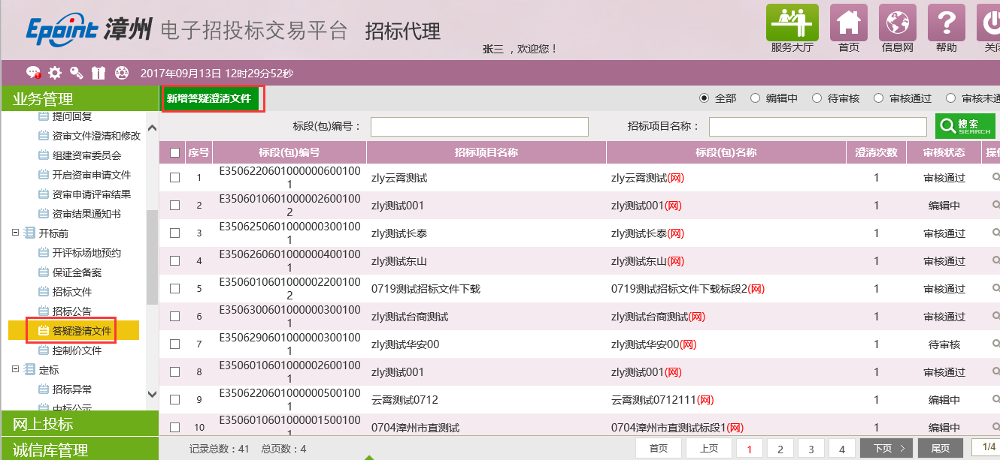 Epoint 漳州 电子招投标交易平台 招标代理
张三 ，欢迎您！
服务大厅 首页 信息网 帮助
2017年09月13日 12时29分52秒
业务管理
提问回复
资审文件澄清和修改
组建资审委员会
开启资审申请文件
资审申请评审结果
资审结果通知书
开标前
开评标场地预约
保证金备案
招标文件
招标公告
答疑澄清文件
控制价文件
定标
招标异常
中标公示
网上投标
诚信库管理
新增答疑澄清文件
全部 编辑中 待审核 审核通过 审核未通
标段(包)编号： 招标项目名称： 搜索 SEARCH
序号 标段(包)编号 招标项目名称 标段(包)名称 澄清次数 审核状态
1 E3506220601000000600100
1 zly云霄测试 zly云霄测试(网) 1 审核通过
2 E3506010601000002600100
2 zly测试001 zly测试001(网) 1 编辑中
3 E3506250601000000300100
1 zly测试长泰 zly测试长泰(网) 1 审核通过
4 E3506260601000000400100
1 zly测试东山 zly测试东山(网) 1 审核通过
5 E3506010601000002200100
2 0719测试招标文件下载 0719测试招标文件下载标段2(网) 1 审核通过
6 E3506300601000000300100
1 zly测试台商测试 zly测试台商测试(网) 1 审核通过
7 E3506290601000000300100
1 zly测试华安00 zly测试华安00(网) 1 待审核
8 E3506010601000002600100
1 zly测试001 zly测试001(网) 1 审核通过
9 E3506220601000000500100
1 云霄测试0712 云霄测试0712111(网) 1 编辑中
10 E3506010601000001500100
1 0704漳州市直测试 0704漳州市直测试标段1(网) 1 编辑中
记录总数：41 总页数：4 首页 上页 1 2 3 4 下页 尾页 1/4